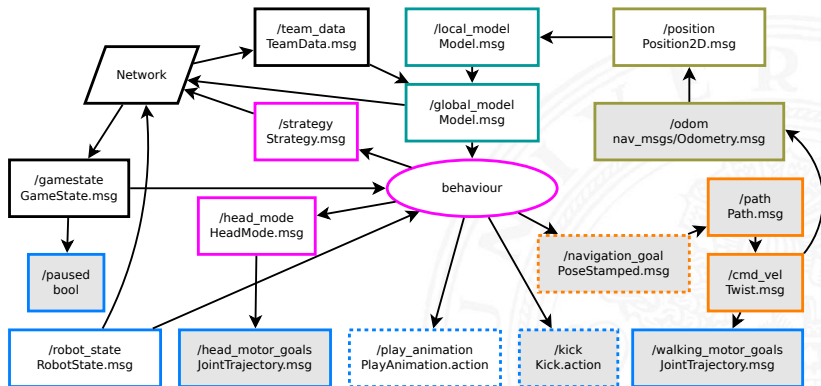 /team_data
TeamData.msg
/local_model
Model.msg
/position
Position2D.msg
Network
/strategy
Strategy.msg
/global_model
Model.msg
/odom
nav_msgs/Odometry.msg
/gamestate
GameState.msg
behaviour
/head_mode
HeadMode.msg
/path
Path.msg
/navigation_goal
PoseStamped.msg
/paused
bool
/cmd_vel
Twist.msg
/robot_state
RobotState.msg
/head_motor_goals
JointTrajectory.msg
/play_animation
PlayAnimation.action
/kick
Kick.action
/walking_motor_goals
JointTrajectory.msg